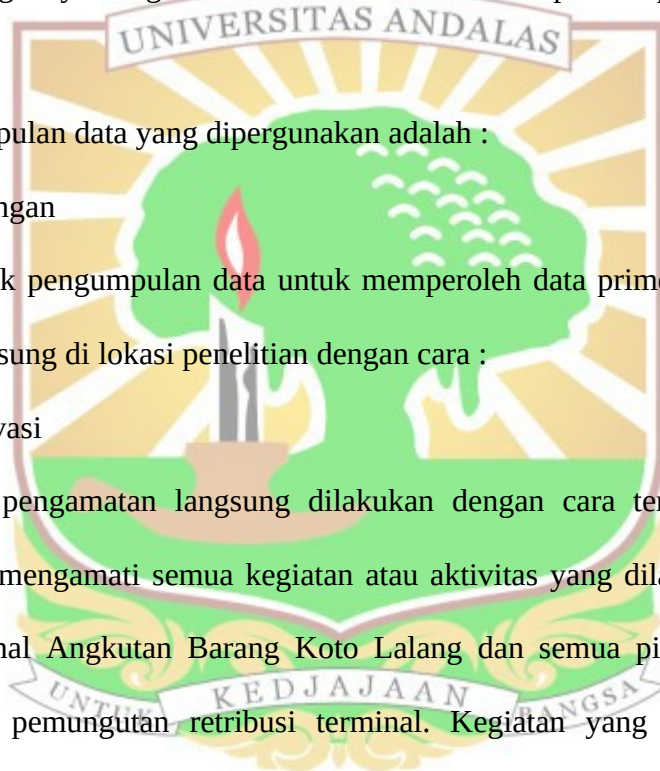 UNIVERSITAS ANDALAS
pulan data yang dipergunakan adalah :
ngan
k pengumpulan data untuk memperoleh data prim
sung di lokasi penelitian dengan cara :
vasi
pengamatan langsung dilakukan dengan cara te
mengamati semua kegiatan atau aktivitas yang dil
nal Angkutan Barang Koto Lalang dan semua pi
UNTUK KEDJAJAAN BANGSA
pemungutan retribusi terminal. Kegiatan yang